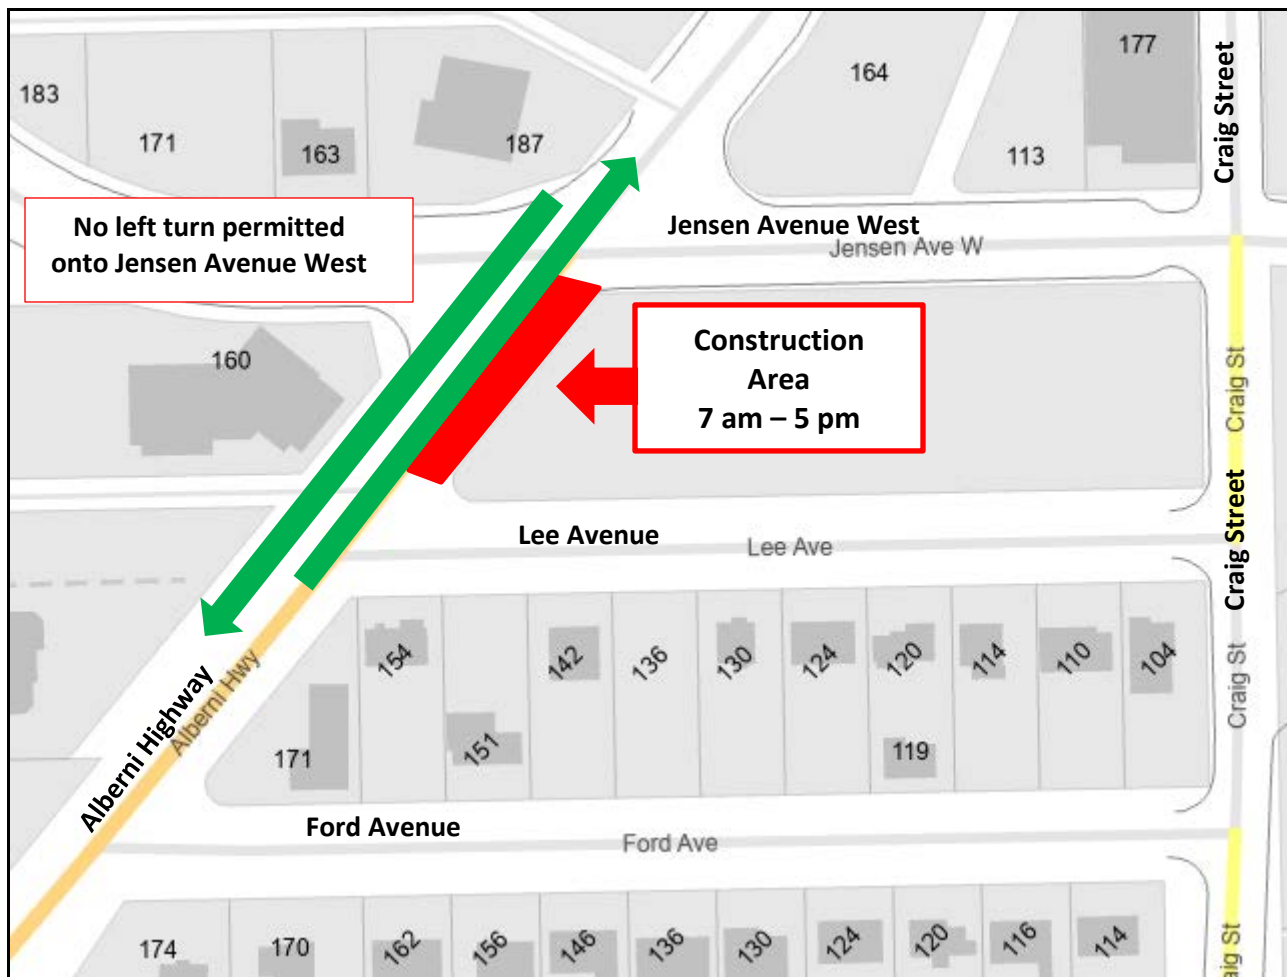 177
164
183
171
163
187
113
Craig Street
No left turn permitted
onto Jensen Avenue West
Jensen Avenue West
Jensen Ave W
160
Construction
Area
7 am – 5 pm
Craig St
Craig Street
Lee Avenue
Lee Ave
154
142
136
130
124
120
114
110
104
Craig St
Alberni Highway
Alberni Hwy
171
151
119
Ford Avenue
Ford Ave
174
170
162
156
146
136
130
124
120
116
114
aig St